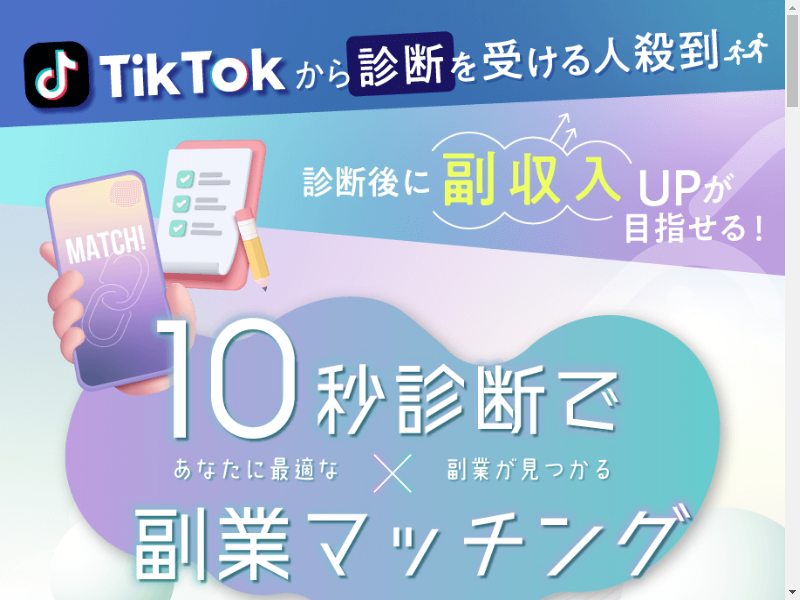 TikTokから診断を受ける人殺到
診断後に副収入UPが
目指せる!
MATCH!
10秒診断で
あなたに最適な×副業が見つかる
副業マッチング